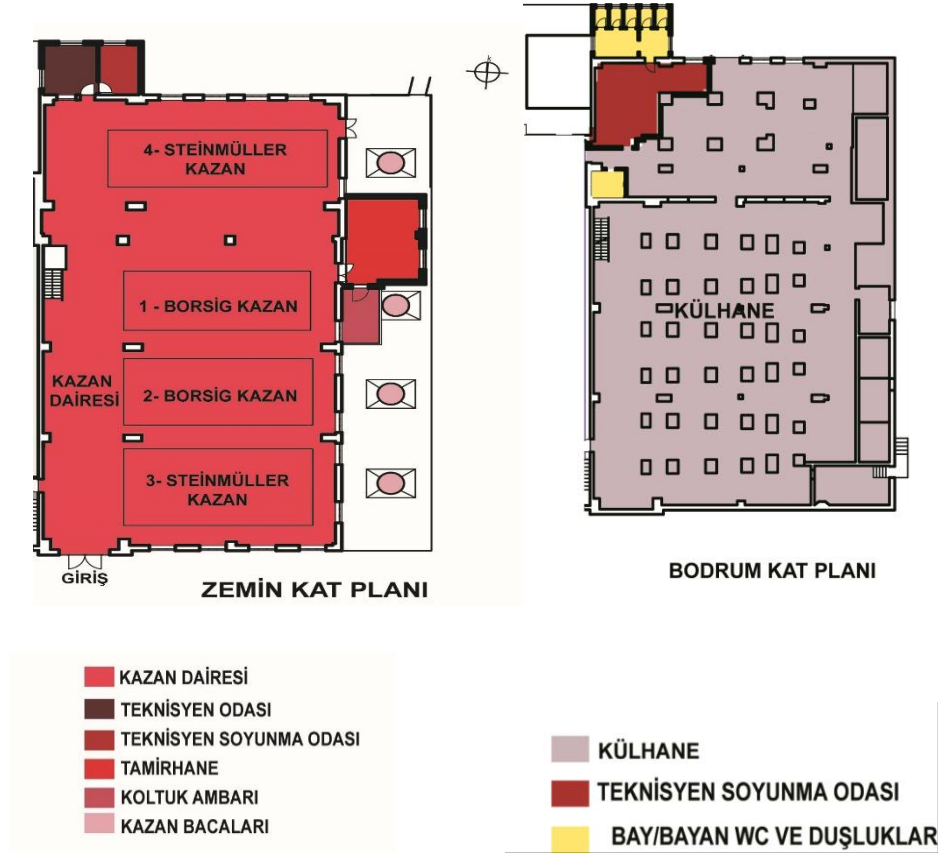 4- STEINMÜLLER
KAZAN
1 - BORSIG KAZAN
KAZAN
DAİRESİ
2- BORSIG KAZAN
3- STEINMÜLLER
KAZAN
GİRİŞ
ZEMİN KAT PLANI
k
KÜLHANE
BODRUM KAT PLANI
KAZAN DAİRESİ
TEKNİSYEN ODASI
TEKNİSYEN SOYUNMA ODASI
TAMİRHANE
KOLTUK AMBARI
KAZAN BACALARI
KÜLHANE
TEKNİSYEN SOYUNMA ODASI
BAY/BAYAN WC VE DUŞLUKLAR